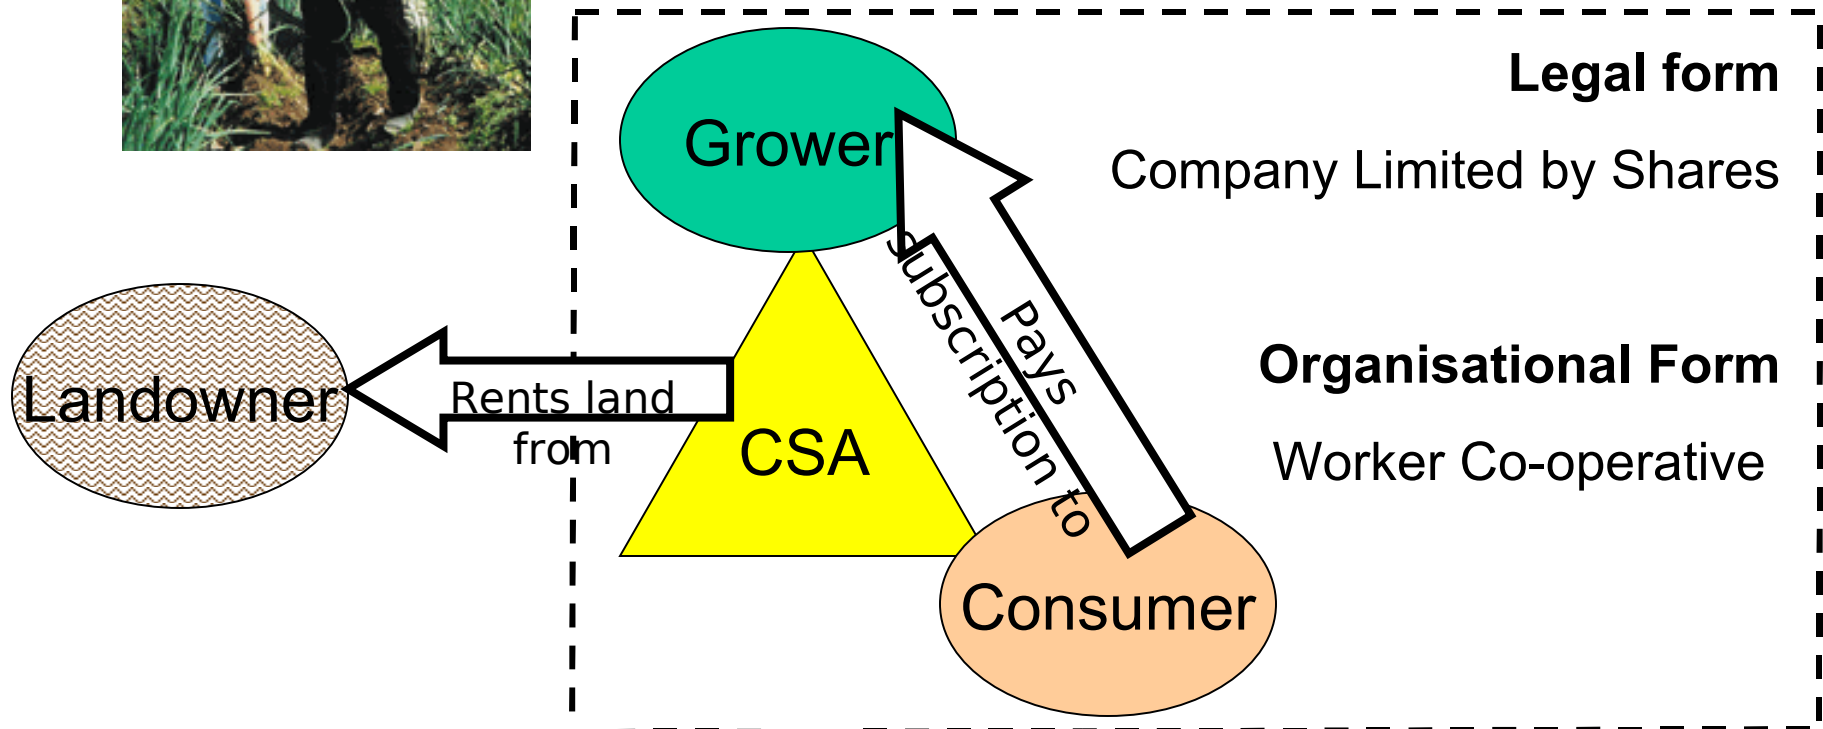 Legal form
Grower
Company Limited by Shares
Pays
subscription to
Organisational Form
Landowner
Rents land
from
CSA
Worker Co-operative
Consumer